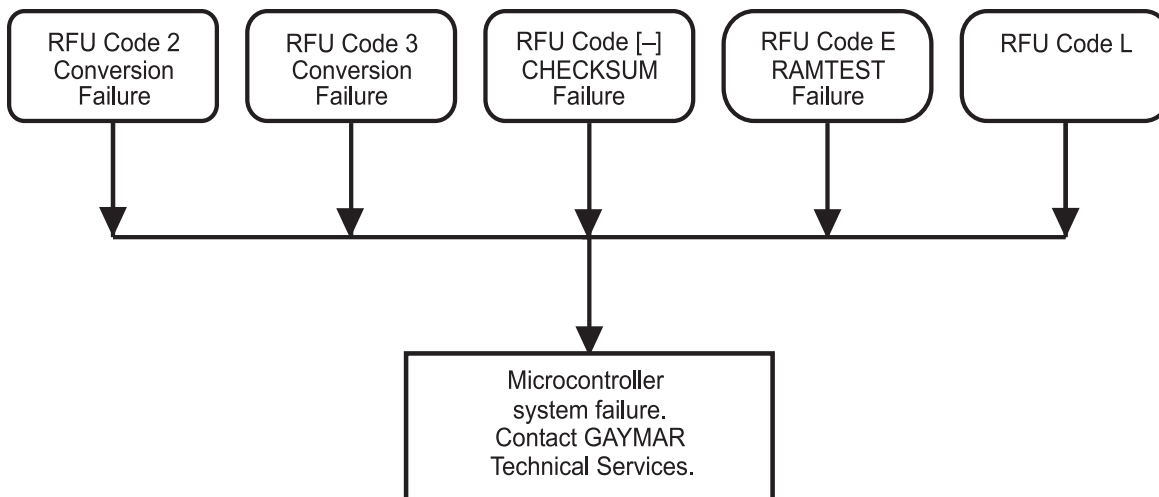 RFU Code 2
Conversion
Failure
RFU Code 3
Conversion
Failure
RFU Code [–]
CHECKSUM
Failure
RFU Code E
RAMTEST
Failure
RFU Code L
Microcontroller
system failure.
Contact GAYMAR
Technical Services.